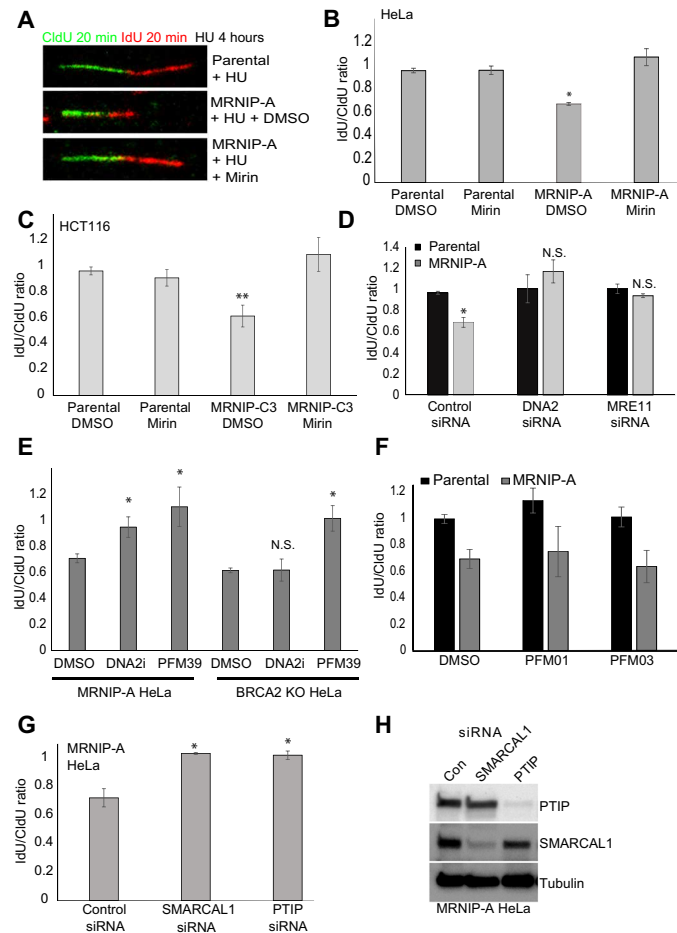 A
CldU 20 min IdU 20 min HU 4 hours
Parental
+ HU
MRNIP-A
+ HU + DMSO
MRNIP-A
+ HU
+ Mirin
B
HeLa
IdU/CldU ratio
1.4
1.2
1
0.8
0.6
0.4
0.2
0
*
Parental
DMSO
Parental
Mirin
MRNIP-A
DMSO
MRNIP-A
Mirin
C
HCT116
IdU/CldU ratio
1.2
1
0.8
0.6
0.4
0.2
0
**
Parental
DMSO
Parental
Mirin
MRNIP-C3
DMSO
MRNIP-C3
Mirin
D
Parental
MRNIP-A
IdU/CldU ratio
1.4
1.2
1
0.8
0.6
0.4
0.2
0
*
N.S.
N.S.
Control
siRNA
DNA2
siRNA
MRE11
siRNA
E
IdU/CldU ratio
1.2
1
0.8
0.6
0.4
0.2
0
*
*
N.S.
*
DMSO DNA2i PFM39 DMSO DNA2i PFM39
MRNIP-A HeLa BRCA2 KO HeLa
F
Parental MRNIP-A
IdU/CldU ratio
1.2
1
0.8
0.6
0.4
0.2
0
DMSO PFM01 PFM03
G
MRNIP-A
HeLa
IdU/CldU ratio
1
0.8
0.6
0.4
0.2
0
*
*
Control
siRNA
SMARCAL1
siRNA
PTIP
siRNA
H
siRNA
Con
SMARCAL1
PTIP
PTIP
SMARCAL1
Tubulin
MRNIP-A HeLa